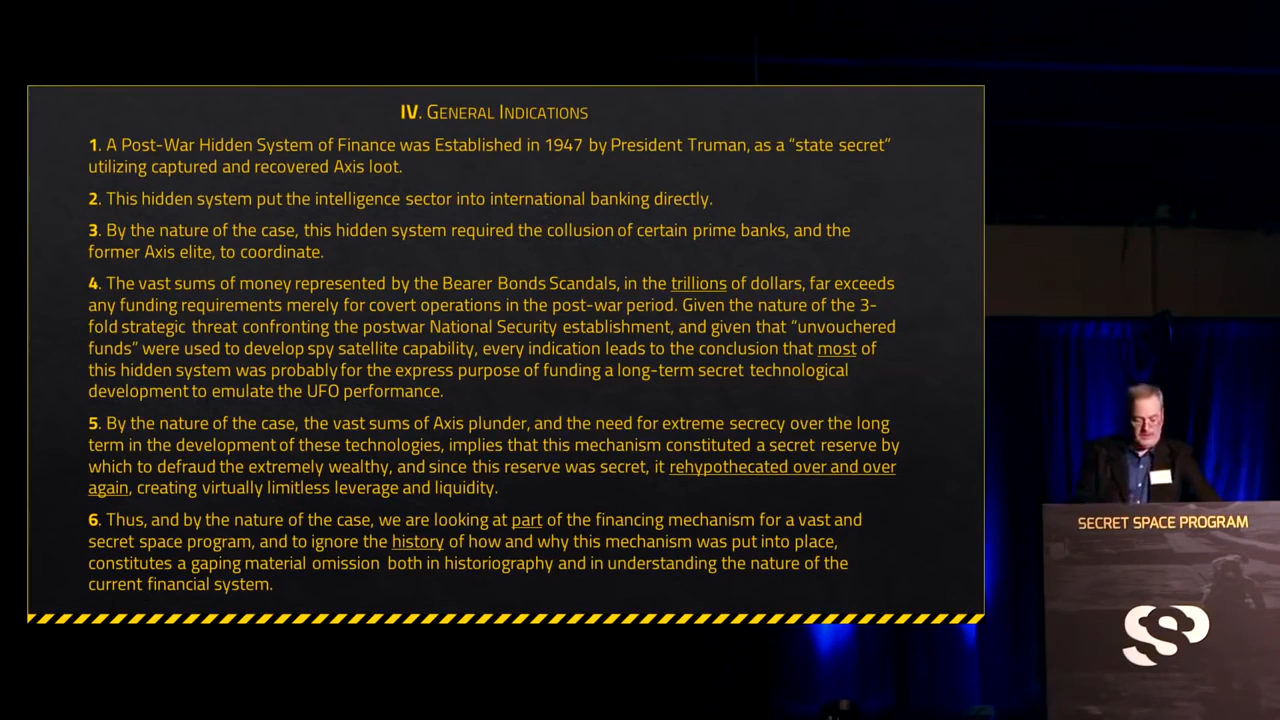 IV. GENERAL INDICATIONS
1. A Post-War Hidden System of Finance was Established in 1947 by President Truman, as a “state secret”
utilizing captured and recovered Axis loot.
2. This hidden system put the intelligence sector into international banking directly.
3. By the nature of the case, this hidden system required the collusion of certain prime banks, and the
former Axis elite, to coordinate.
4. The vast sums of money represented by the Bearer Bonds Scandals, in the trillions of dollars, far exceeds
any funding requirements merely for covert operations in the post-war period. Given the nature of the 3-
fold strategic threat confronting the postwar National Security establishment, and given that “unvouchered
funds” were used to develop spy satellite capability, every indication leads to the conclusion that most of
this hidden system was probably for the express purpose of funding a long-term secret technological
development to emulate the UFO performance.
5. By the nature of the case, the vast sums of Axis plunder, and the need for extreme secrecy over the long
term in the development of these technologies, implies that this mechanism constituted a secret reserve by
which to defraud the extremely wealthy, and since this reserve was secret, it rehypothecated over and over
again, creating virtually limitless leverage and liquidity.
6. Thus, and by the nature of the case, we are looking at part of the financing mechanism for a vast and
secret space program, and to ignore the history of how and why this mechanism was put into place,
constitutes a gaping material omission both in historiography and in understanding the nature of the
current financial system.
SECRET SPACE PROGRAM
SSP